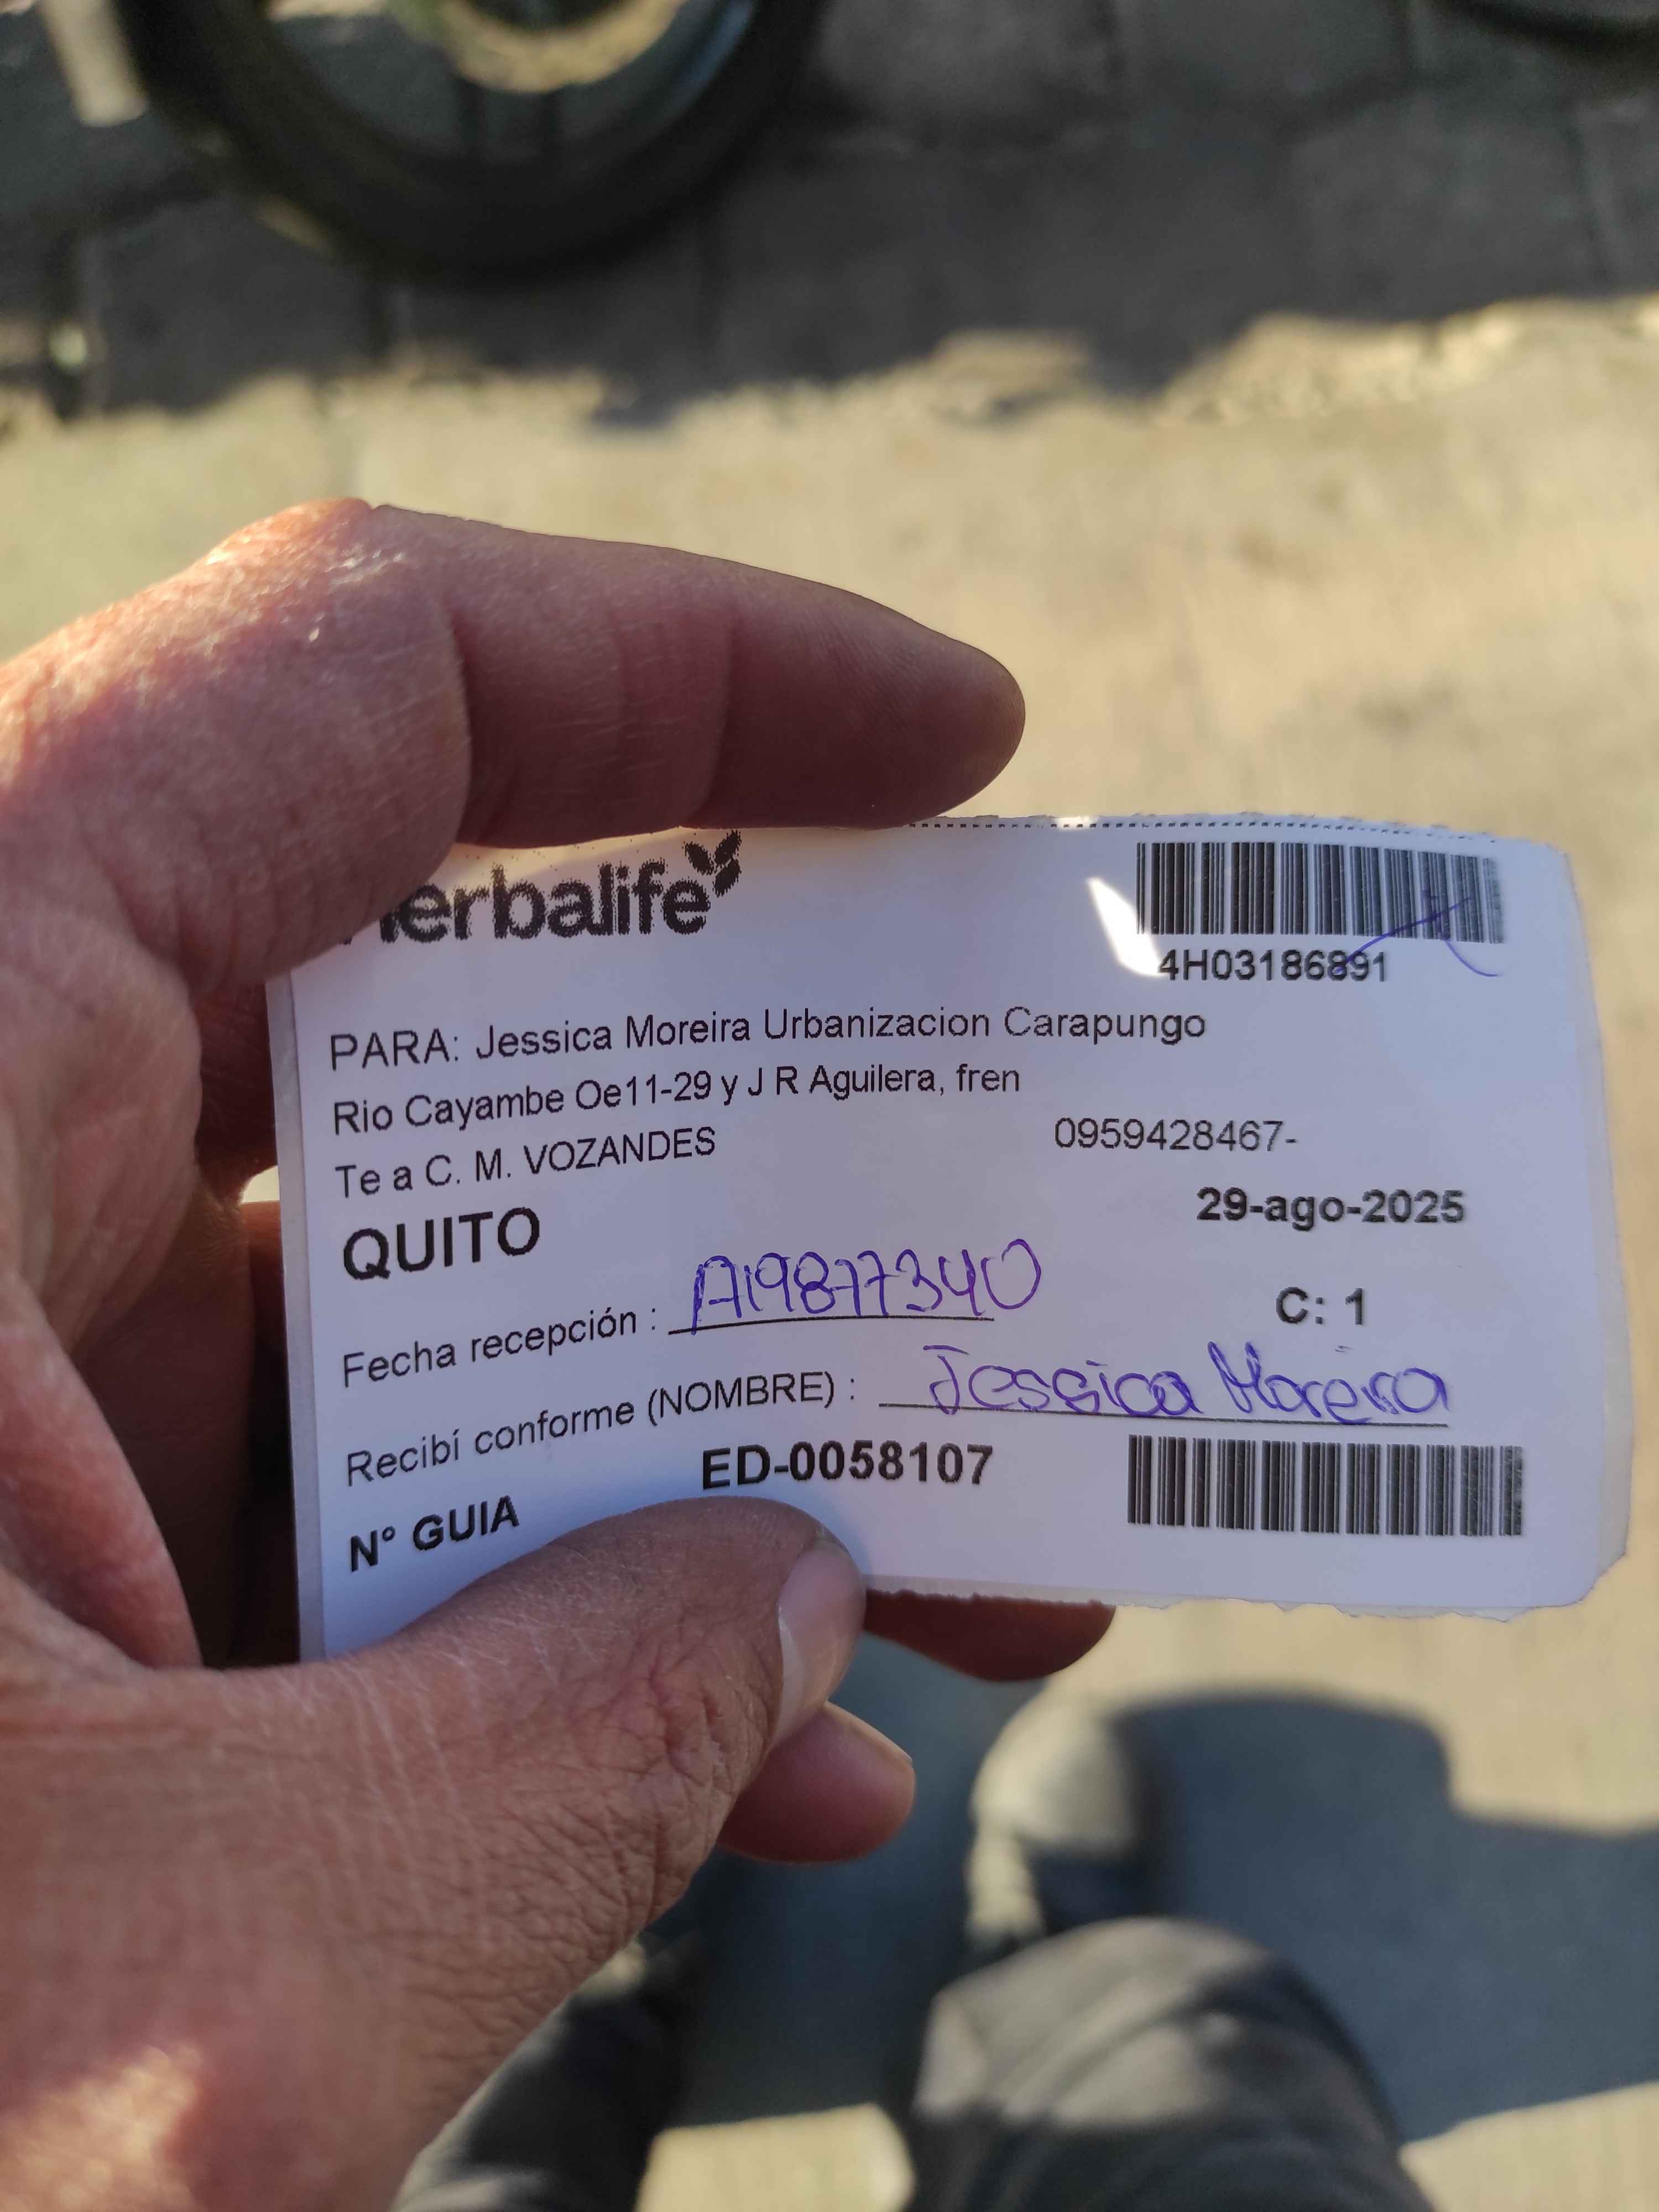 Herbalife
4H03186891
PARA: Jessica Moreira Urbanizacion Carapungo
Rio Cayambe Oe11-29 y J R Aguilera, fren
Te a C. M. VOZANDES 0959428467-
QUITO 29-ago-2025
Fecha recepción : A19877340 C: 1
Recibí conforme (NOMBRE) : Jessica Moreira
N° GUIA ED-0058107